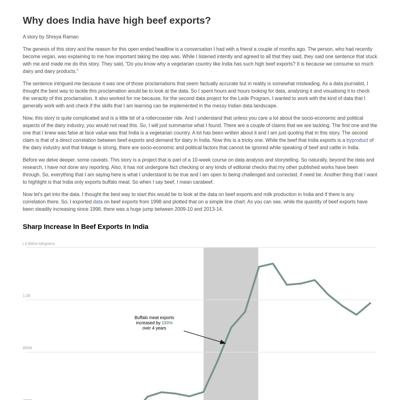 Why does India have high beef exports?
A story by Shreya Raman
The genesis of this story and the reason for this open ended headline is a conversation I had with a friend a couple of months ago. The person, who had recently
become vegan, was explaining to me how important taking the step was. While I listened intently and agreed to all that they said, they said one sentence that stuck
with me and made me do this story. They said, "Do you know why a vegetarian country like India has such high beef exports? It is because we consume so much
dairy and dairy products."
The sentence intrigued me because it was one of those proclamations that seem factually accurate but in reality is somewhat misleading. As a data journalist, I
thought the best way to tackle this proclamation would be to look at the data. So I spent hours and hours looking for data, analysing it and visualising it to check
the veracity of this proclamation. It also worked for me because, for the second data project for the Lede Program, I wanted to work with the kind of data that I
generally work with and check if the skills that I am learning can be implemented in the messy Indian data landscape.
Now, this story is quite complicated and is a little bit of a rollercoaster ride. And I understand that unless you care a lot about the socio-economic and political
aspects of the dairy industry, you would not read this. So, I will just summarise what I found. There are a couple of claims that we are tackling. The first one and the
one that I knew was false at face value was that India is a vegetarian country. A lot has been written about it and I am just quoting that in this story. The second
claim is that of a direct correlation between beef exports and demand for dairy in India. Now this is a tricky one. While the beef that India exports is a byproduct of
the dairy industry and that linkage is strong, there are socio-economic and political factors that cannot be ignored while speaking of beef and cattle in India.
Before we delve deeper, some caveats. This story is a project that is part of a 10-week course on data analysis and storytelling. So naturally, beyond the data and
research, I have not done any reporting. Also, it has not undergone fact checking or any kinds of editorial checks that my other published works have been
through. So, everything that I am saying here is what I understand to be true and I am open to being challenged and corrected, if need be. Another thing that I want
to highlight is that India only exports buffalo meat. So when I say beef, I mean carabeef.
Now let's get into the data. I thought the best way to start this would be to look at the data on beef exports and milk production in India and if there is any
correlation there. So, I exported data on beef exports from 1998 and plotted that on a simple line chart. As you can see, while the quantity of beef exports have
been steadily increasing since 1998, there was a huge jump between 2009-10 and 2013-14.
Sharp Increase In Beef Exports In India
Buffalo meat exports
increased by 193%
over 4 years